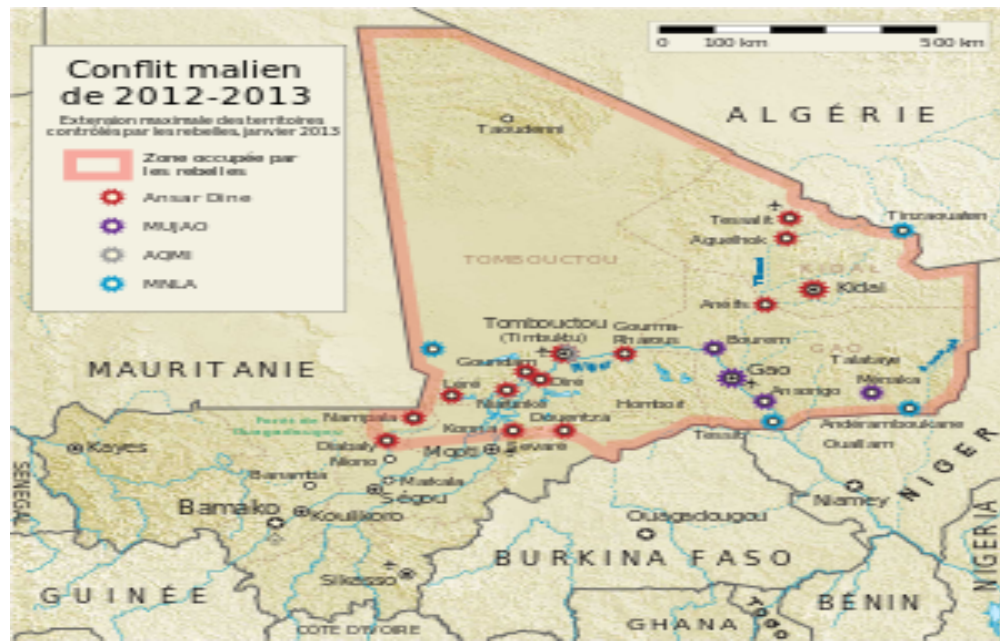 Conflit malien
de 2012-2013
Extension maximale des territoires
contrôlés par les rebelles, janvier 2013
Zone occupée par
les rebelles
Ansar Dine
MUJAO
AQMI
MNLA
0 100 km 500 km
ALGÉRIE
Taoudenni
Tessalit
Tinzaouaten
Aguelhok
TOMBOUCTOU
KIDAL
Kidal
Anéfis
Tombouctou
(Timbuktu)
Gourma-
Rharous
Bourem
GAO
Goundam
Talataye
MAURITANIE
Gao
Léré
Diré
Niafunké
Ansongo
Ménaka
Nampala
Hombori
Konna
Douentza
Andéramboukane
Tessit
Diabaly
Mopti
Sévaré
Ouallam
Kayes
Niono
Banamba
Markala
Ségou
SÉNÉGAL
Niamey
NIGER
Bamako
Koulikoro
Ouagadougou
BURKINA FASO
NIGERIA
Sikasso
GUINÉE
BÉNIN
CÔTE D'IVOIRE
GHANA
TOGO